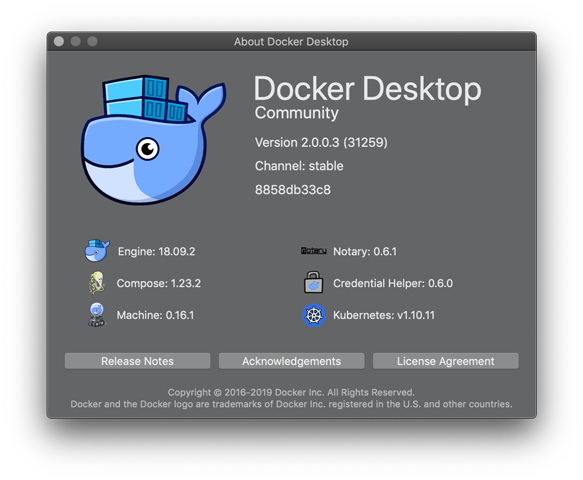 About Docker Desktop
Docker Desktop
Community
Version 2.0.0.3 (31259)
Channel: stable
8858db33c8
Engine: 18.09.2
Notary
Notary: 0.6.1
Compose: 1.23.2
Credential Helper: 0.6.0
Machine: 0.16.1
Kubernetes: v1.10.11
Release Notes
Acknowledgements
License Agreement
Copyright © 2016-2019 Docker Inc. All Rights Reserved.
Docker and the Docker logo are trademarks of Docker Inc. registered in the U.S. and other countries.